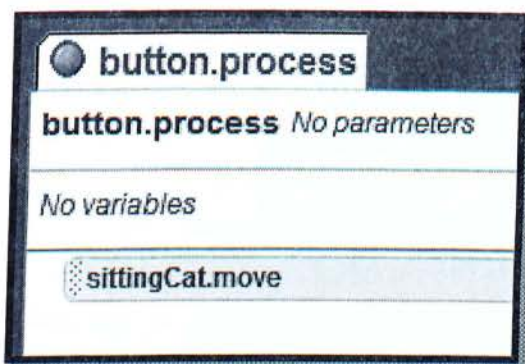 button.process
button.process No parameters
No variables
sittingCat.move